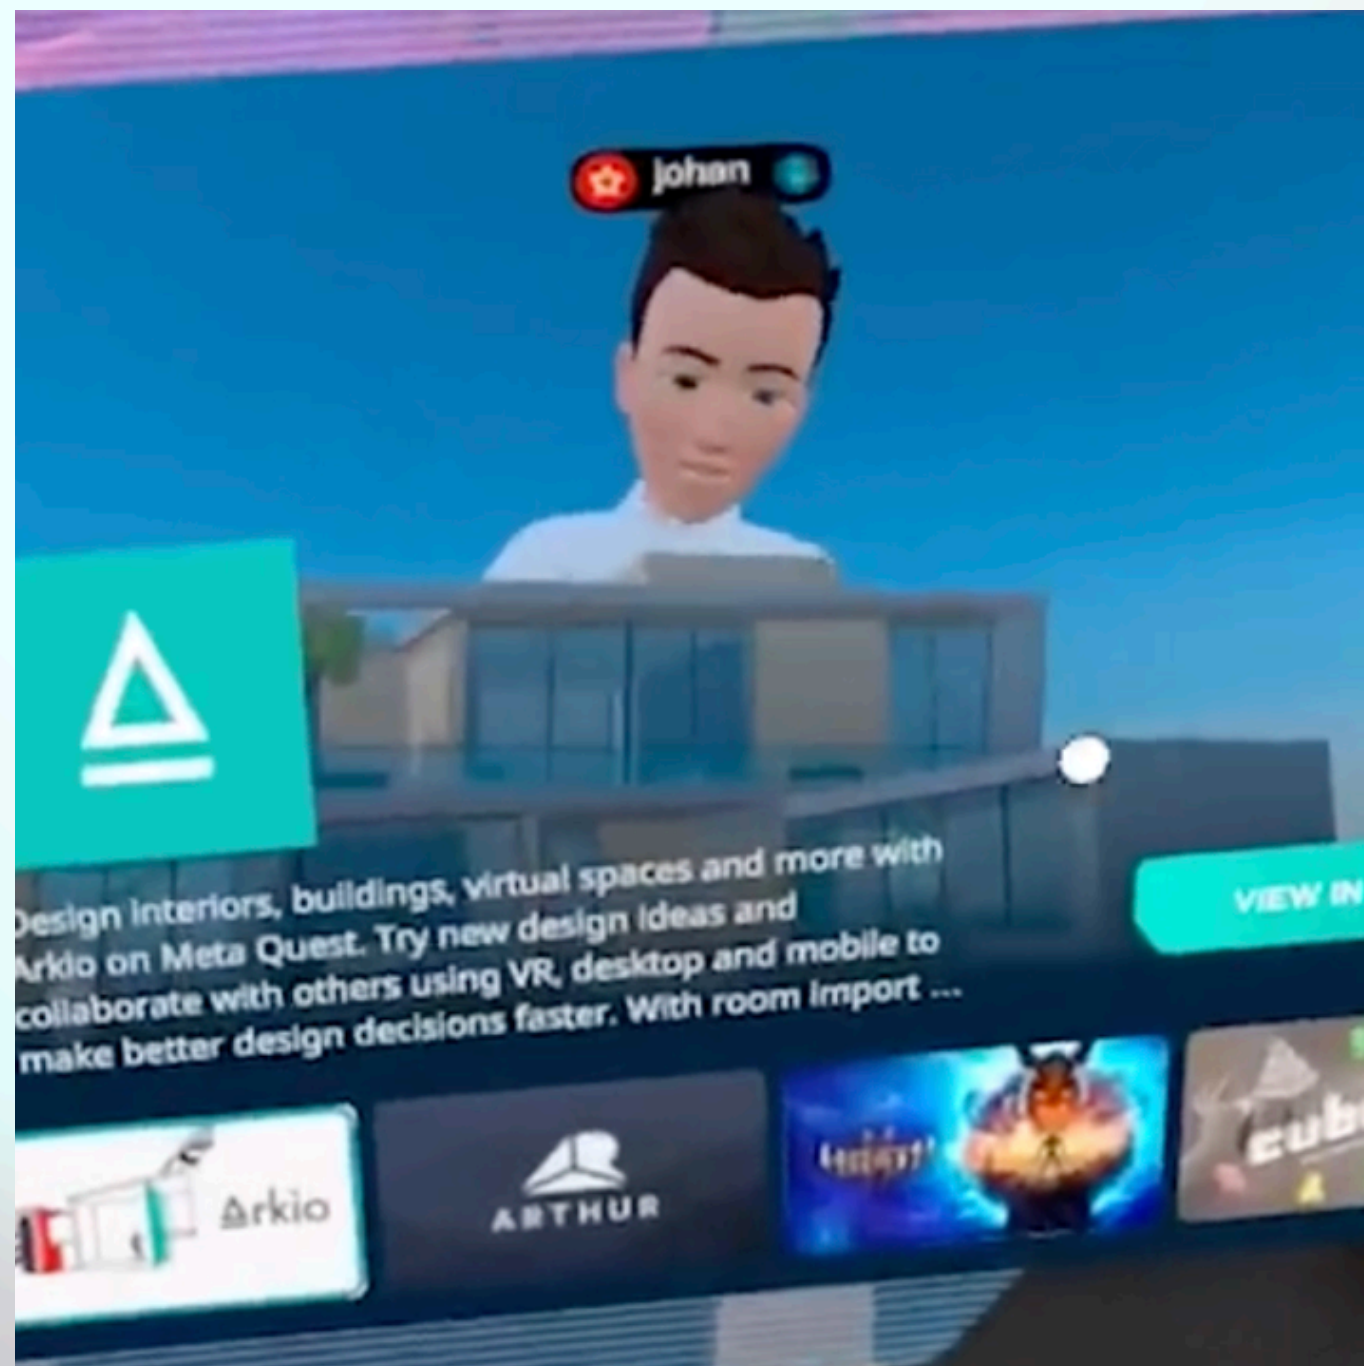 johan
Design interiors, buildings, virtual spaces and more with
Arkio on Meta Quest. Try new design ideas and
collaborate with others using VR, desktop and mobile to
make better design decisions faster. With room import ...
VIEW IN
Arkio
ARTHUR